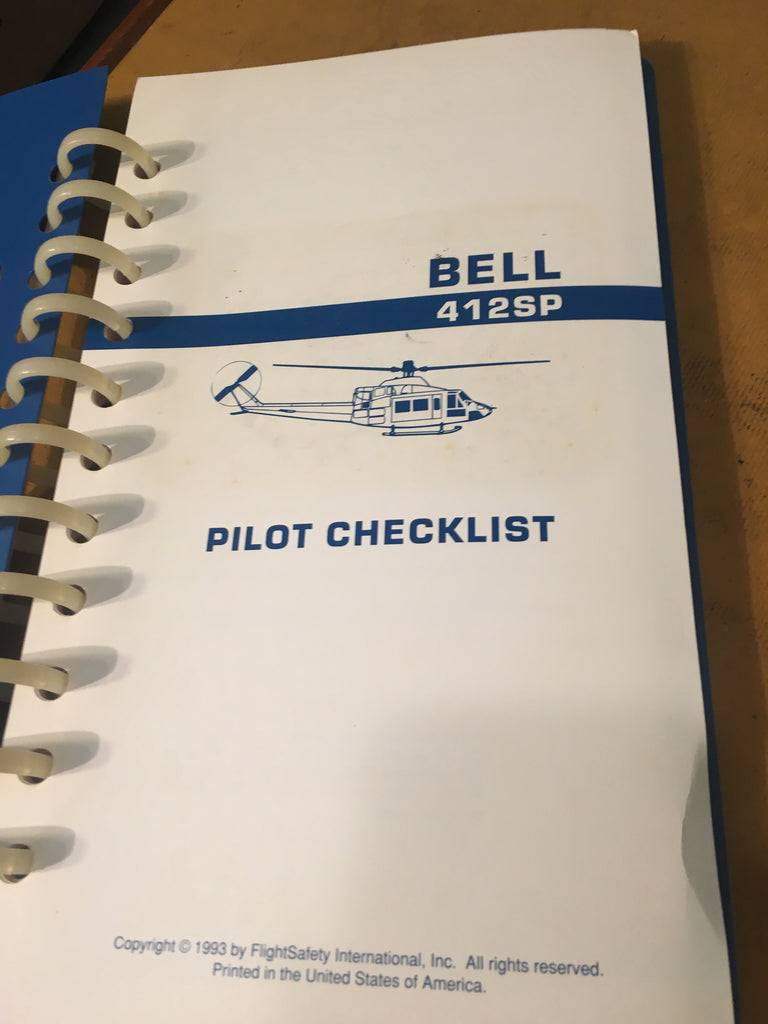 BELL
412SP
PILOT CHECKLIST
Copyright © 1993 by FlightSafety International, Inc. All rights reserved.
Printed in the United States of America.